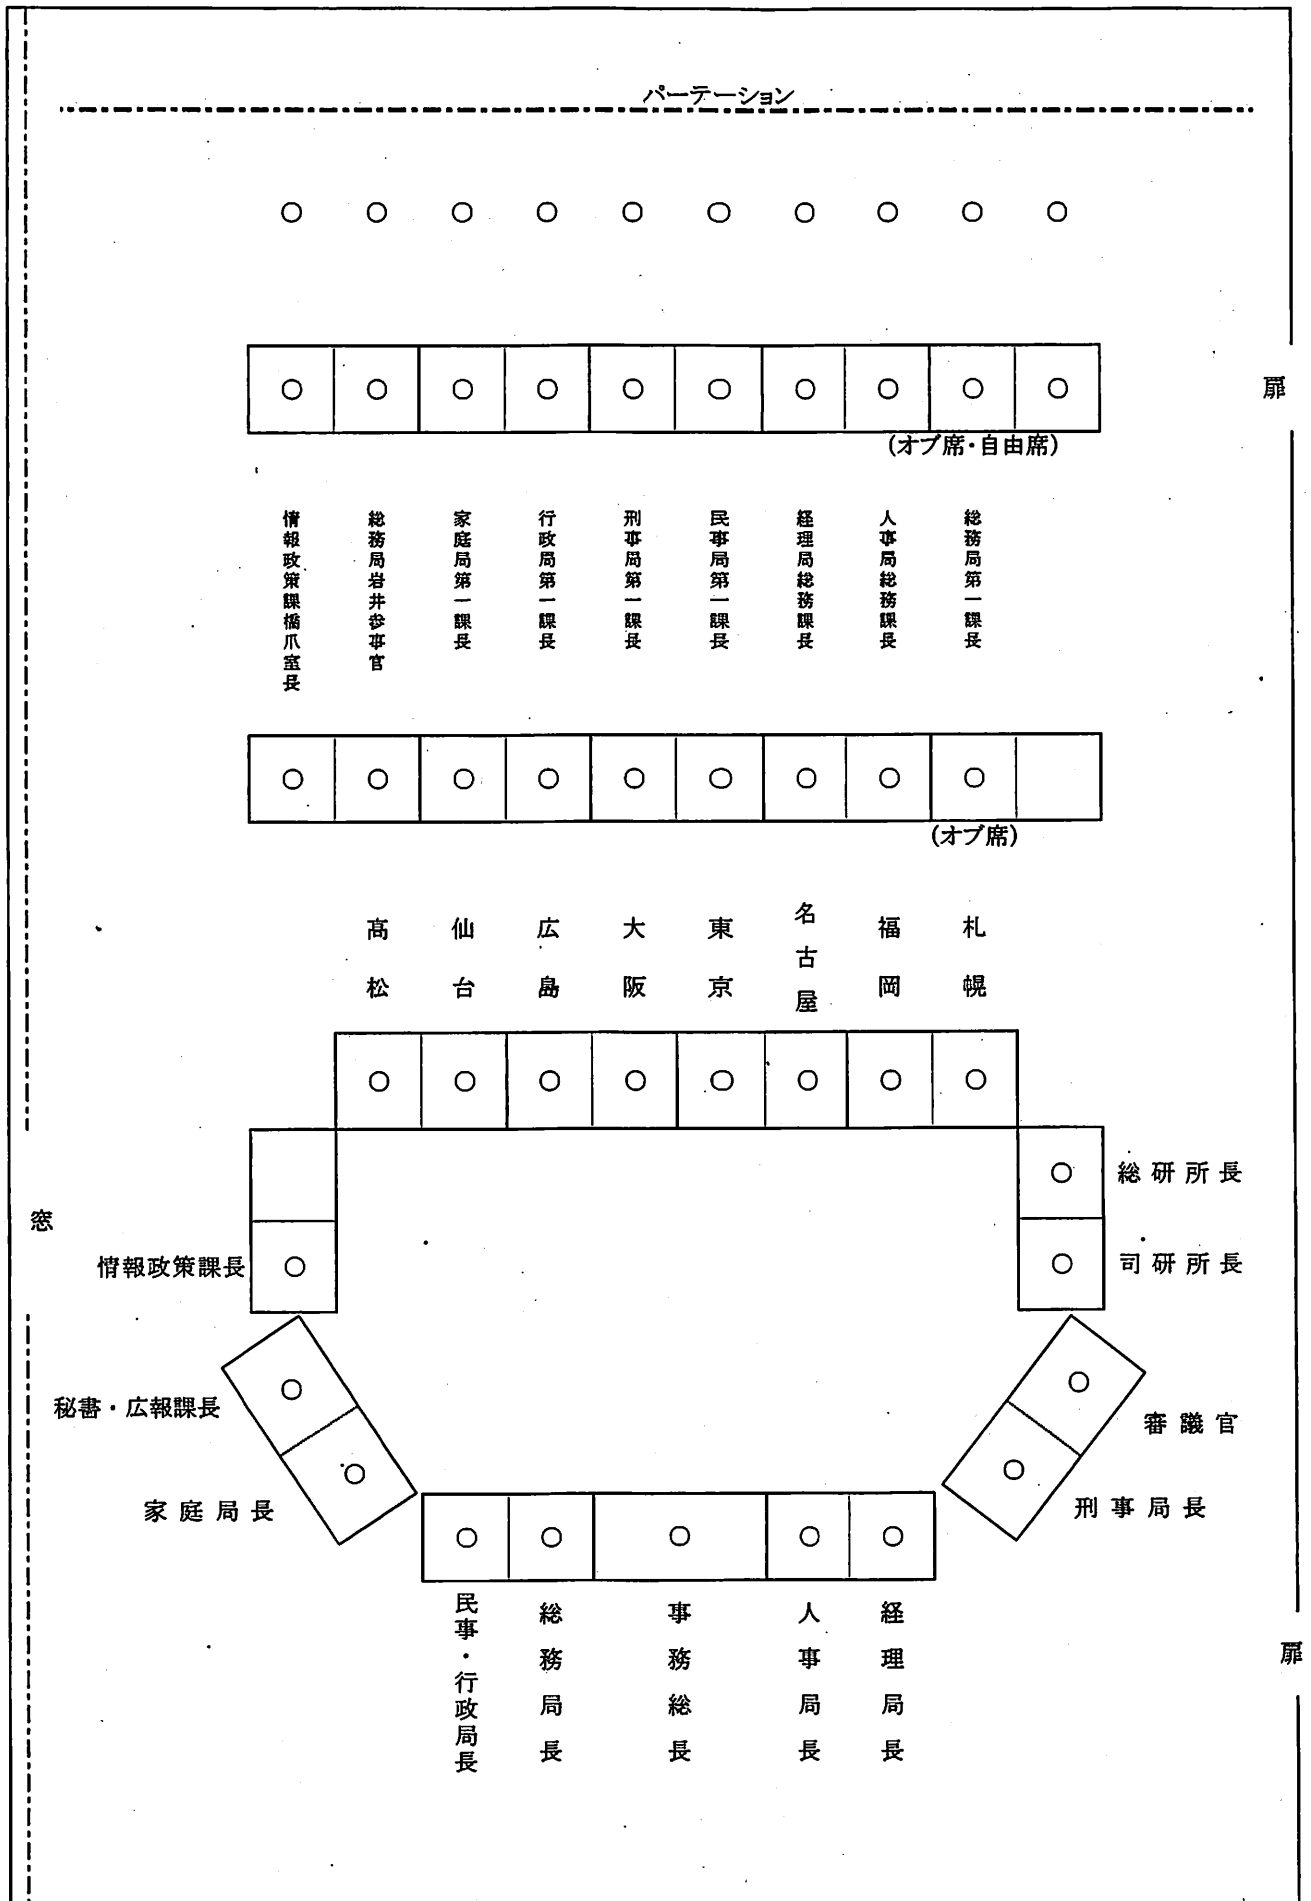 パーテーション
扉
(オブ席・自由席)
情報政策課橋爪室長
総務局岩井参事官
家庭局第一課長
行政局第一課長
刑事局第一課長
民事局第一課長
経理局総務課長
人事局総務課長
総務局第一課長
(オブ席)
高松
仙台
広島
大阪
東京
名古屋
福岡
札幌
総研所長
窓
情報政策課長
司研所長
秘書・広報課長
審議官
家庭局長
刑事局長
民事・行政局長
総務局長
事務総長
人事局長
経理局長
扉